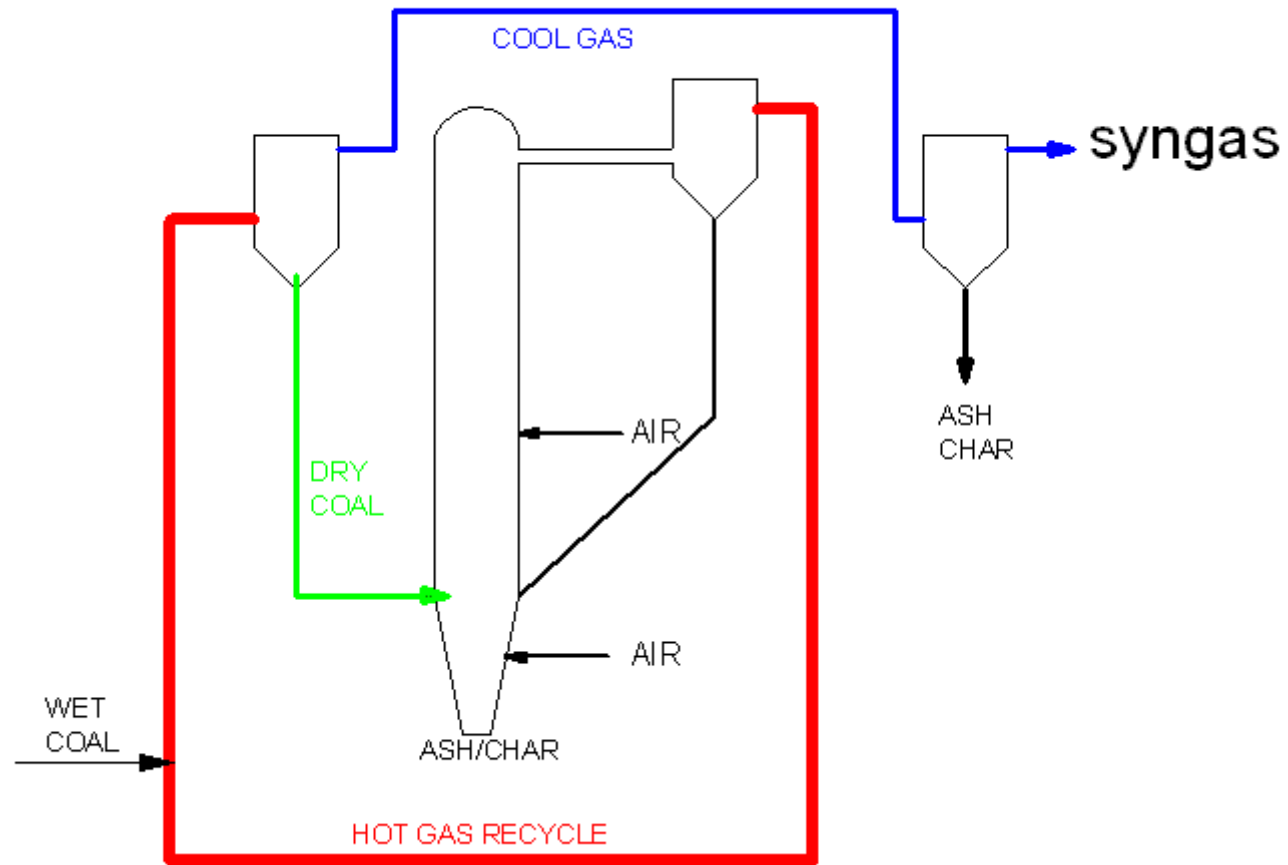 COOL GAS
syngas
AIR
ASH
CHAR
DRY
COAL
AIR
WET
COAL
ASH/CHAR
HOT GAS RECYCLE